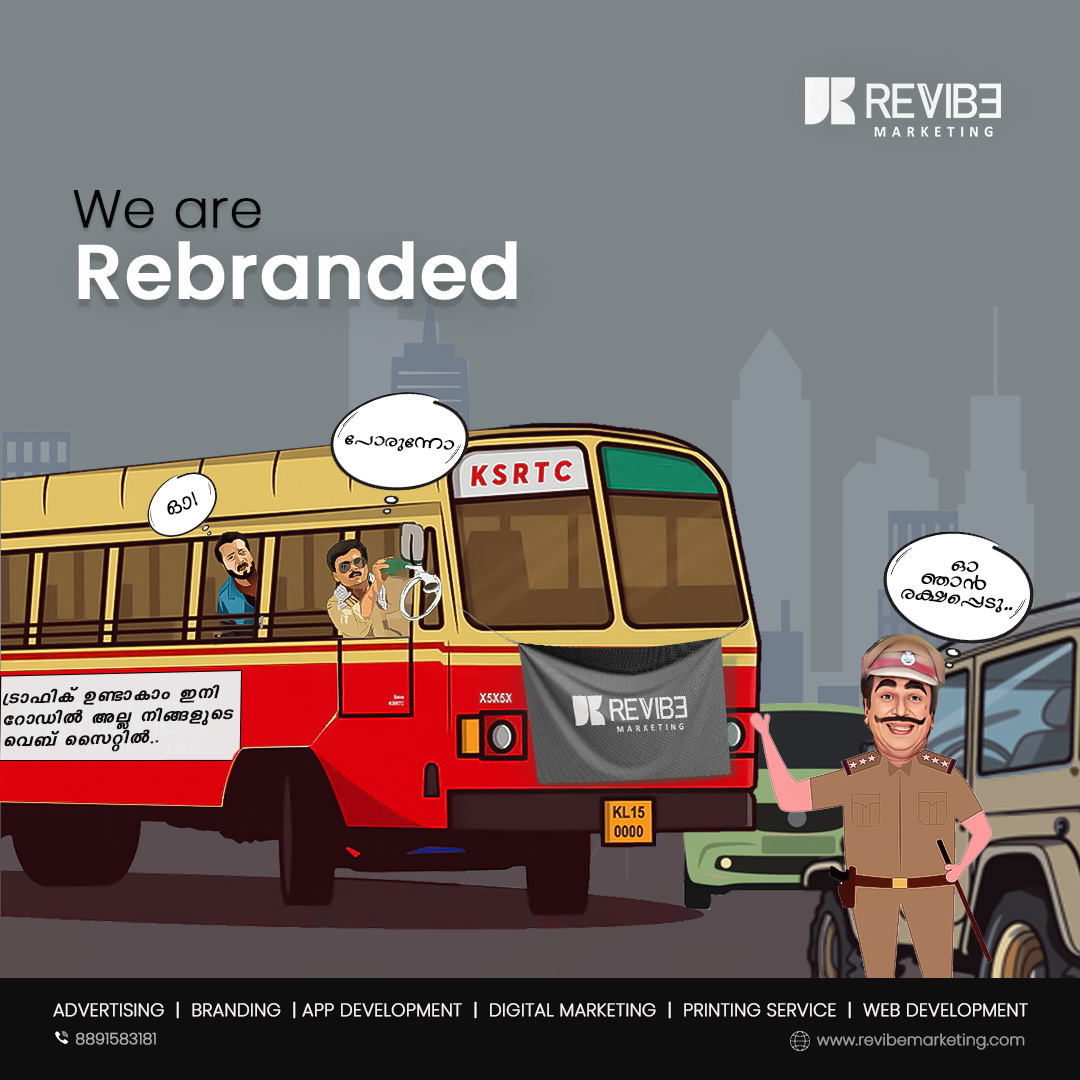 REVIBE
MARKETING
We are
Rebranded
പോരുന്നോ
ഓ!
KSRTC
ഓ
ഞാൻ
രക്ഷപ്പെട്ടു..
ട്രാഫിക് ഉണ്ടാകാം ഇനി
റോഡിൽ അല്ല നിങ്ങളുടെ
വെബ് സൈറ്റിൽ..
X5X5X
REVIBE
MARKETING
KL15
0000
ADVERTISING | BRANDING | APP DEVELOPMENT | DIGITAL MARKETING | PRINTING SERVICE | WEB DEVELOPMENT
8891583181
www.revibemarketing.com